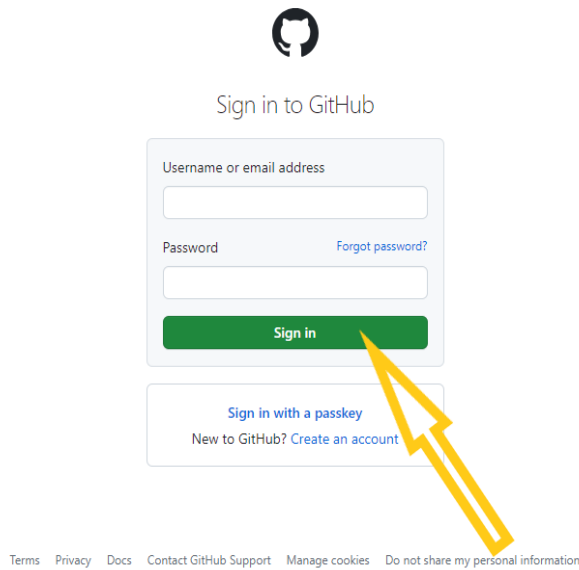 Sign in to GitHub
Username or email address
Password Forgot password?
Sign in
Sign in with a passkey
New to GitHub? Create an account
Terms Privacy Docs Contact GitHub Support Manage cookies Do not share my personal information